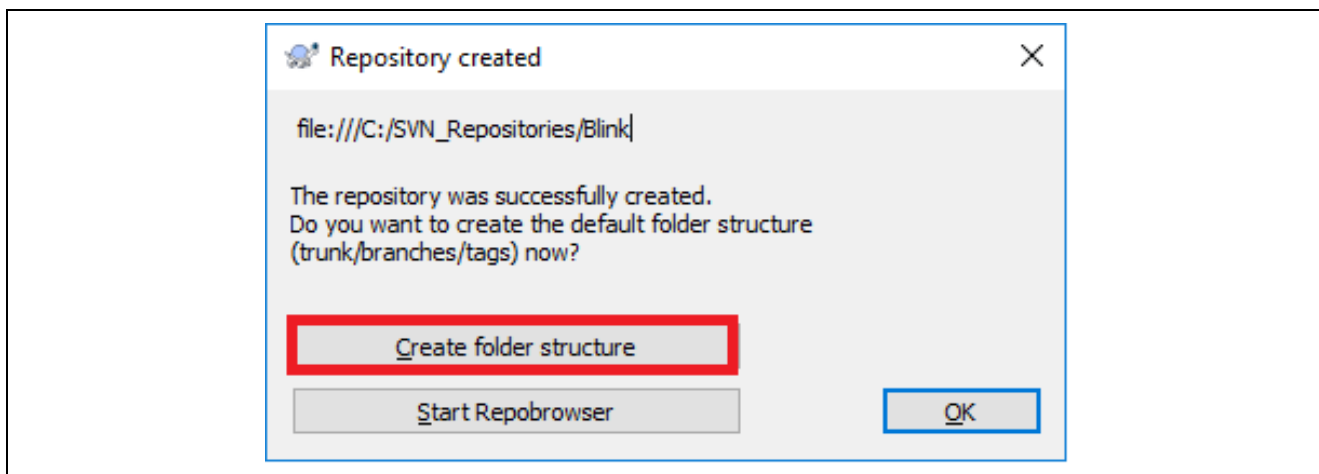 Repository created
file:///C:/SVN_Repositories/Blink
The repository was successfully created.
Do you want to create the default folder structure
(trunk/branches/tags) now?
Create folder structure
Start Repobrowser
OK